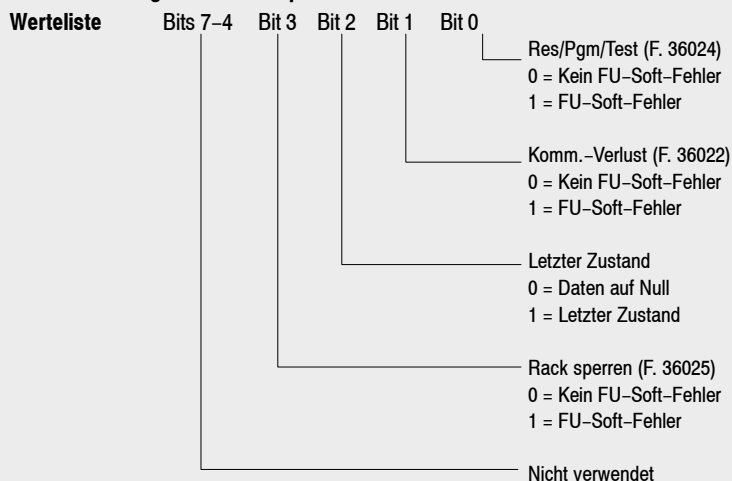 Werteliste Bits 7–4 Bit 3 Bit 2 Bit 1 Bit 0
Res/Pgm/Test (F. 36024)
0 = Kein FU–Soft–Fehler
1 = FU–Soft–Fehler
Komm.–Verlust (F. 36022)
0 = Kein FU–Soft–Fehler
1 = FU–Soft–Fehler
Letzter Zustand
0 = Daten auf Null
1 = Letzter Zustand
Rack sperren (F. 36025)
0 = Kein FU–Soft–Fehler
1 = FU–Soft–Fehler
Nicht verwendet